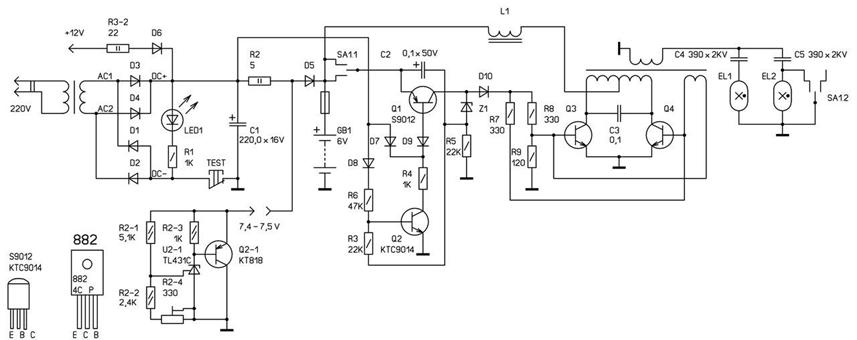 +12V
R3-2
22
D6
220V
AC1
AC2
D3
DC+
D4
D1
D2
DC-
LED1
R1
1K
TEST
R2
5
C1
220,0 x 16V
D5
SA1.1
GB1
6V
C2
0,1 x 50V
Q1
S9012
D7
D9
D8
R6
47K
R4
1K
R3
22K
Q2
KTC9014
Z1
R5
22K
D10
L1
R7
330
R8
330
R9
120
Q3
C3
0,1
Q4
C4 390 x 2KV
C5 390 x 2KV
EL1
EL2
SA1.2
7,4 – 7,5 V
R2-1
5,1K
R2-3
1K
U2-1
TL431C
Q2-1
KT818
R2-4
330
R2-2
2,4K
S9012
KTC9014
E B C
882
882
4C P
E C B